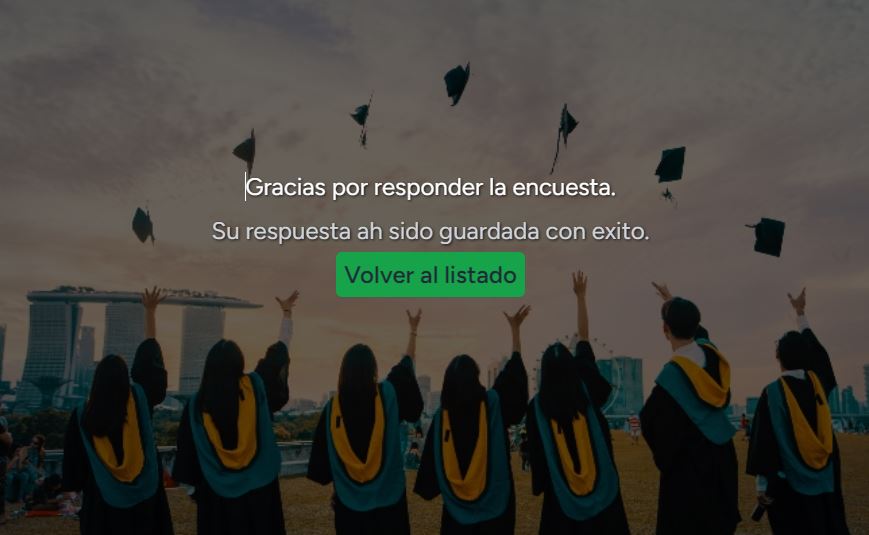 Gracias por responder la encuesta.
Su respuesta ah sido guardada con exito.
Volver al listado